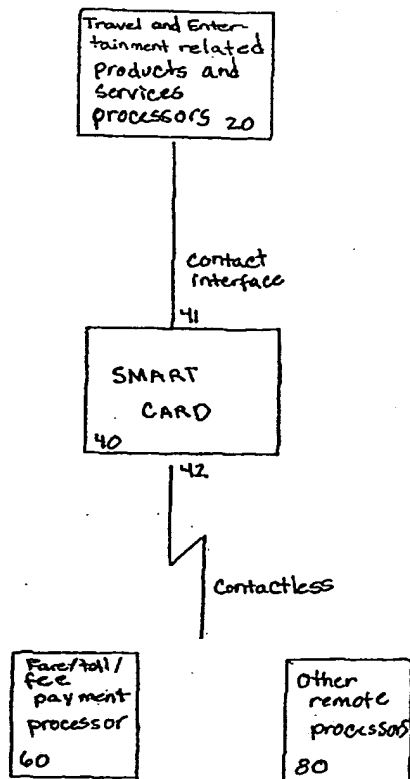 Travel and Enter-
tainment related
products and
services
processors 20
contact
interface
41
SMART
CARD
40
42
Contactless
Fare/toll/
fee
payment
processor
60
Other
remote
processors
80